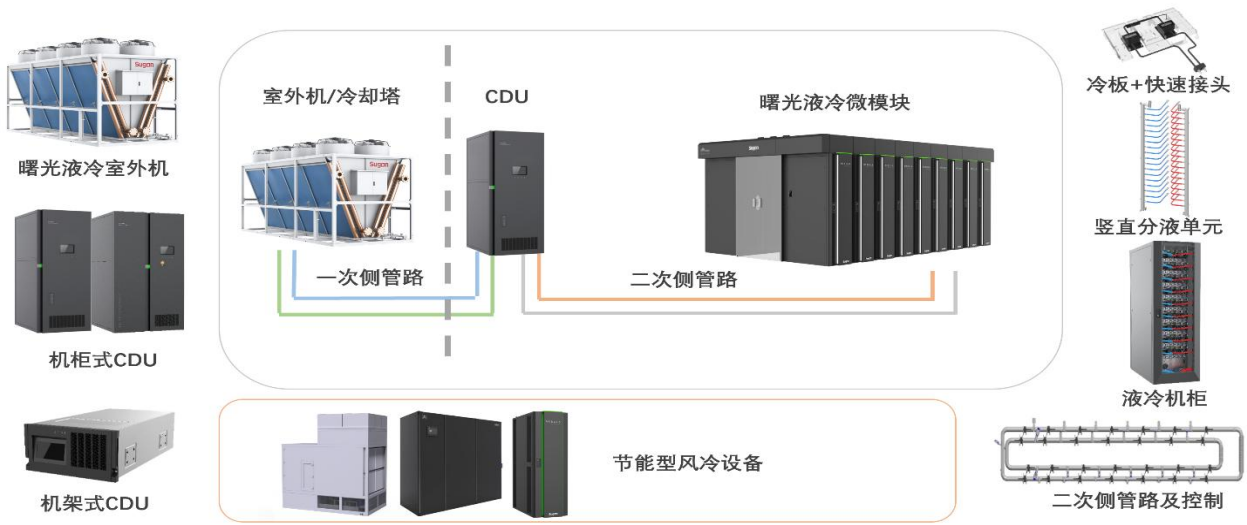 Sugon
曙光液冷室外机
机柜式CDU
机架式CDU
室外机/冷却塔
CDU
曙光液冷微模块
Sugon
Sugon
一次侧管路
二次侧管路
节能型风冷设备
冷板+快速接头
竖直分液单元
液冷机柜
二次侧管路及控制